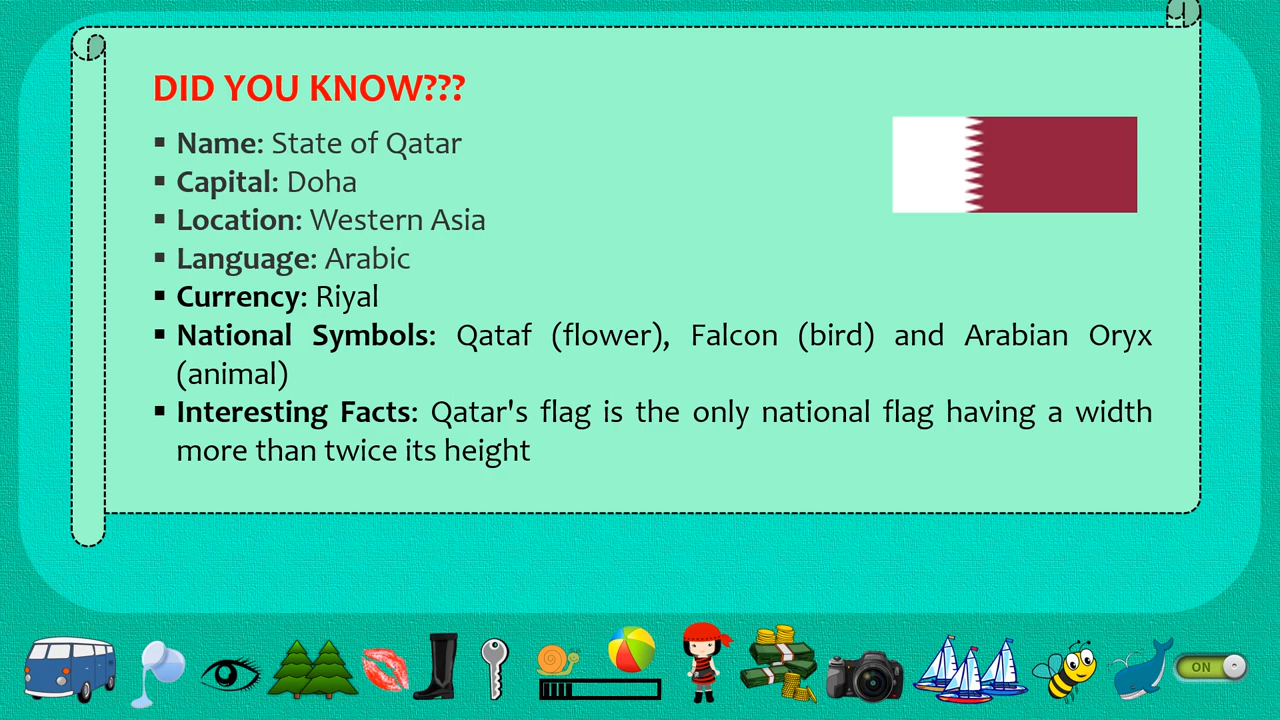 DID YOU KNOW???
▪ Name: State of Qatar
▪ Capital: Doha
▪ Location: Western Asia
▪ Language: Arabic
▪ Currency: Riyal
▪ National Symbols: Qataf (flower), Falcon (bird) and Arabian Oryx
(animal)
▪ Interesting Facts: Qatar's flag is the only national flag having a width
more than twice its height
ON